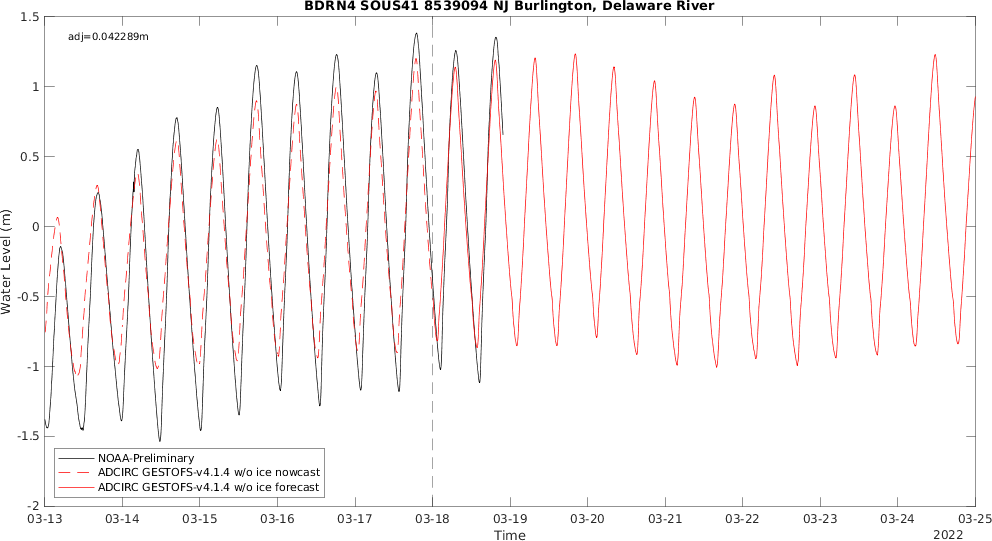 BDRN4 SOUS41 8539094 NJ Burlington, Delaware River
adj=0.042289m
1.5
1
0.5
0
-0.5
-1
-1.5
-2
Water Level (m)
NOAA-Preliminary
ADCIRC GESTOFS-v4.1.4 w/o ice nowcast
ADCIRC GESTOFS-v4.1.4 w/o ice forecast
03-13 03-14 03-15 03-16 03-17 03-18 03-19 03-20 03-21 03-22 03-23 03-24 03-25
Time
2022